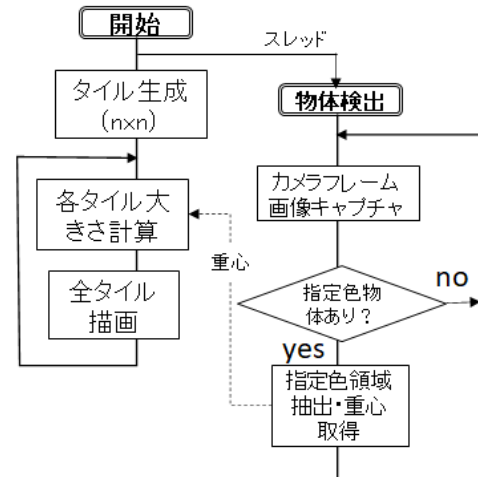 開始
スレッド
タイル生成
(n×n)
物体検出
カメラフレーム
画像キャプチャ
各タイル大
きさ計算
重心
全タイル
描画
指定色物
体あり?
no
yes
指定色領域
抽出・重心
取得